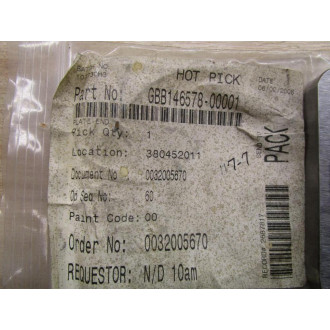 HOT PICK
DATE
Part No: GBB146578-00001
Pick Qty: 1
Location: 380452011
Document No 0032005670
Od Seq No: 60
Paint Code: 00
Order No: 0032005670
REQUESTOR: N/D 10am
PACK